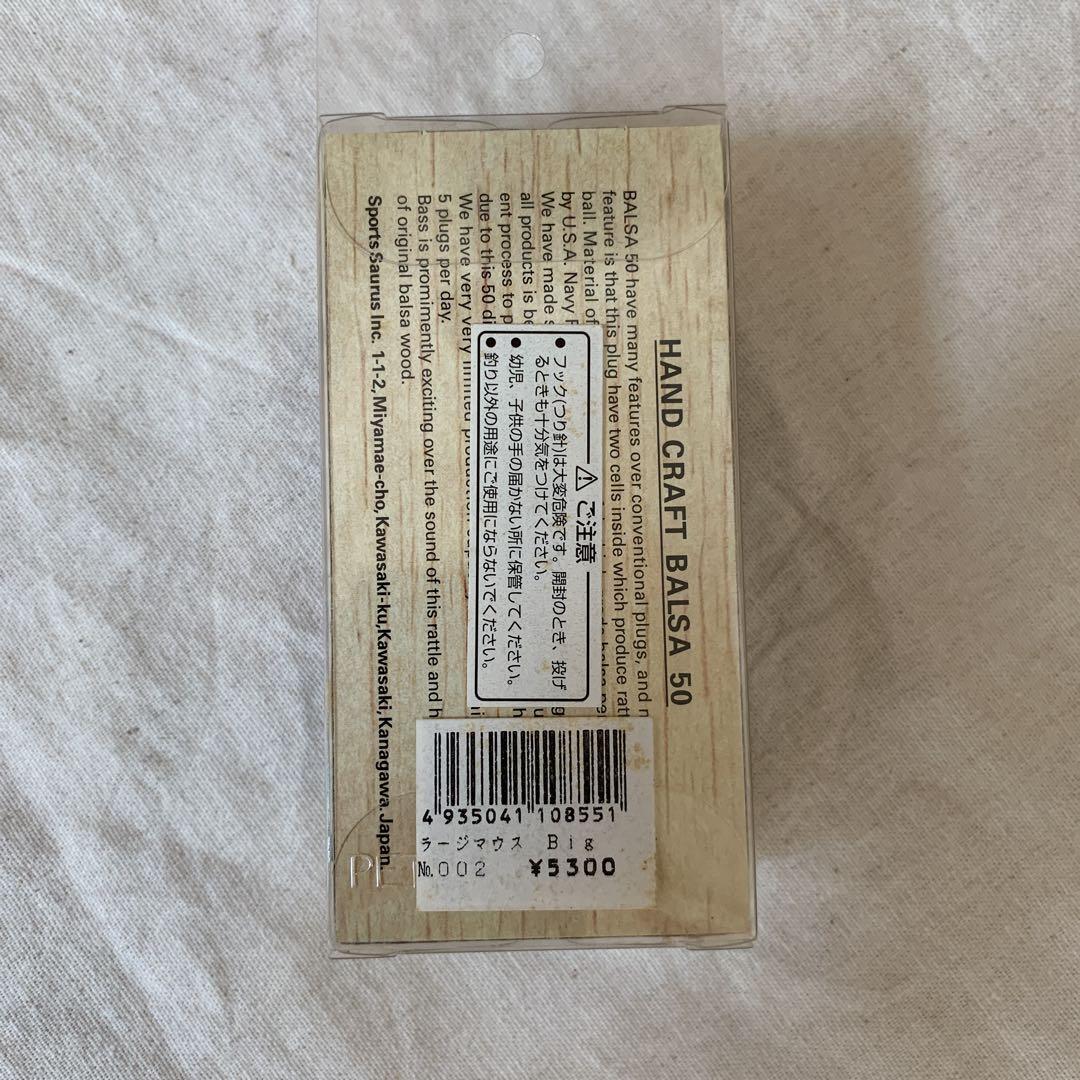 HAND CRAFT BALSA 50
BALSA 50 have many features over conventional plugs, and
feature is that this plug have two cells inside which produce
ball. Material of
by U.S.A. Navy
We have made
all products is
ent process to
due to this 50
We have very very limited
5 plugs per day.
Bass is promimently exciting over the sound of this rattle and
of original balsa wood.
Sports Saurus Inc. 1-1-2, Miyamae-cho, Kawasaki-ku, Kawasaki, Kanagawa. Japan.
⚠ ご注意
● フック(つり針)は大変危険です。開封のとき、投げ
るときも十分気をつけてください。
● 幼児、子供の手の届かない所に保管してください。
● 釣り以外の用途にご使用にならないでください。
4 935041 108551
ラージマウス Big
№.002 ¥5300